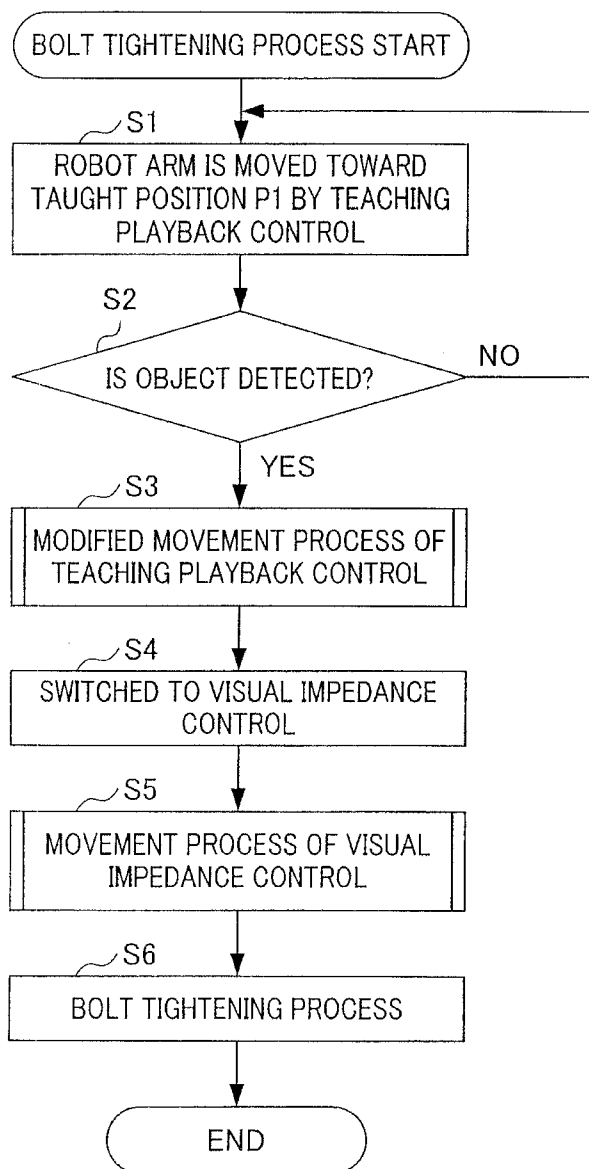 BOLT TIGHTENING PROCESS START
S1
ROBOT ARM IS MOVED TOWARD
TAUGHT POSITION P1 BY TEACHING
PLAYBACK CONTROL
S2
IS OBJECT DETECTED?
NO
YES
S3
MODIFIED MOVEMENT PROCESS OF
TEACHING PLAYBACK CONTROL
S4
SWITCHED TO VISUAL IMPEDANCE
CONTROL
S5
MOVEMENT PROCESS OF VISUAL
IMPEDANCE CONTROL
S6
BOLT TIGHTENING PROCESS
END